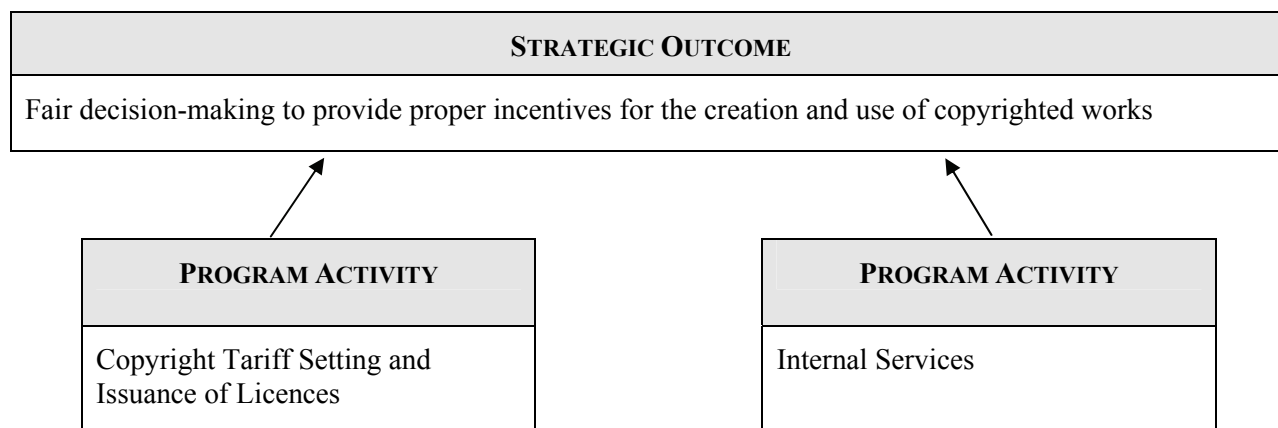 STRATEGIC OUTCOME
Fair decision-making to provide proper incentives for the creation and use of copyrighted works
PROGRAM ACTIVITY
Copyright Tariff Setting and
Issuance of Licences
PROGRAM ACTIVITY
Internal Services